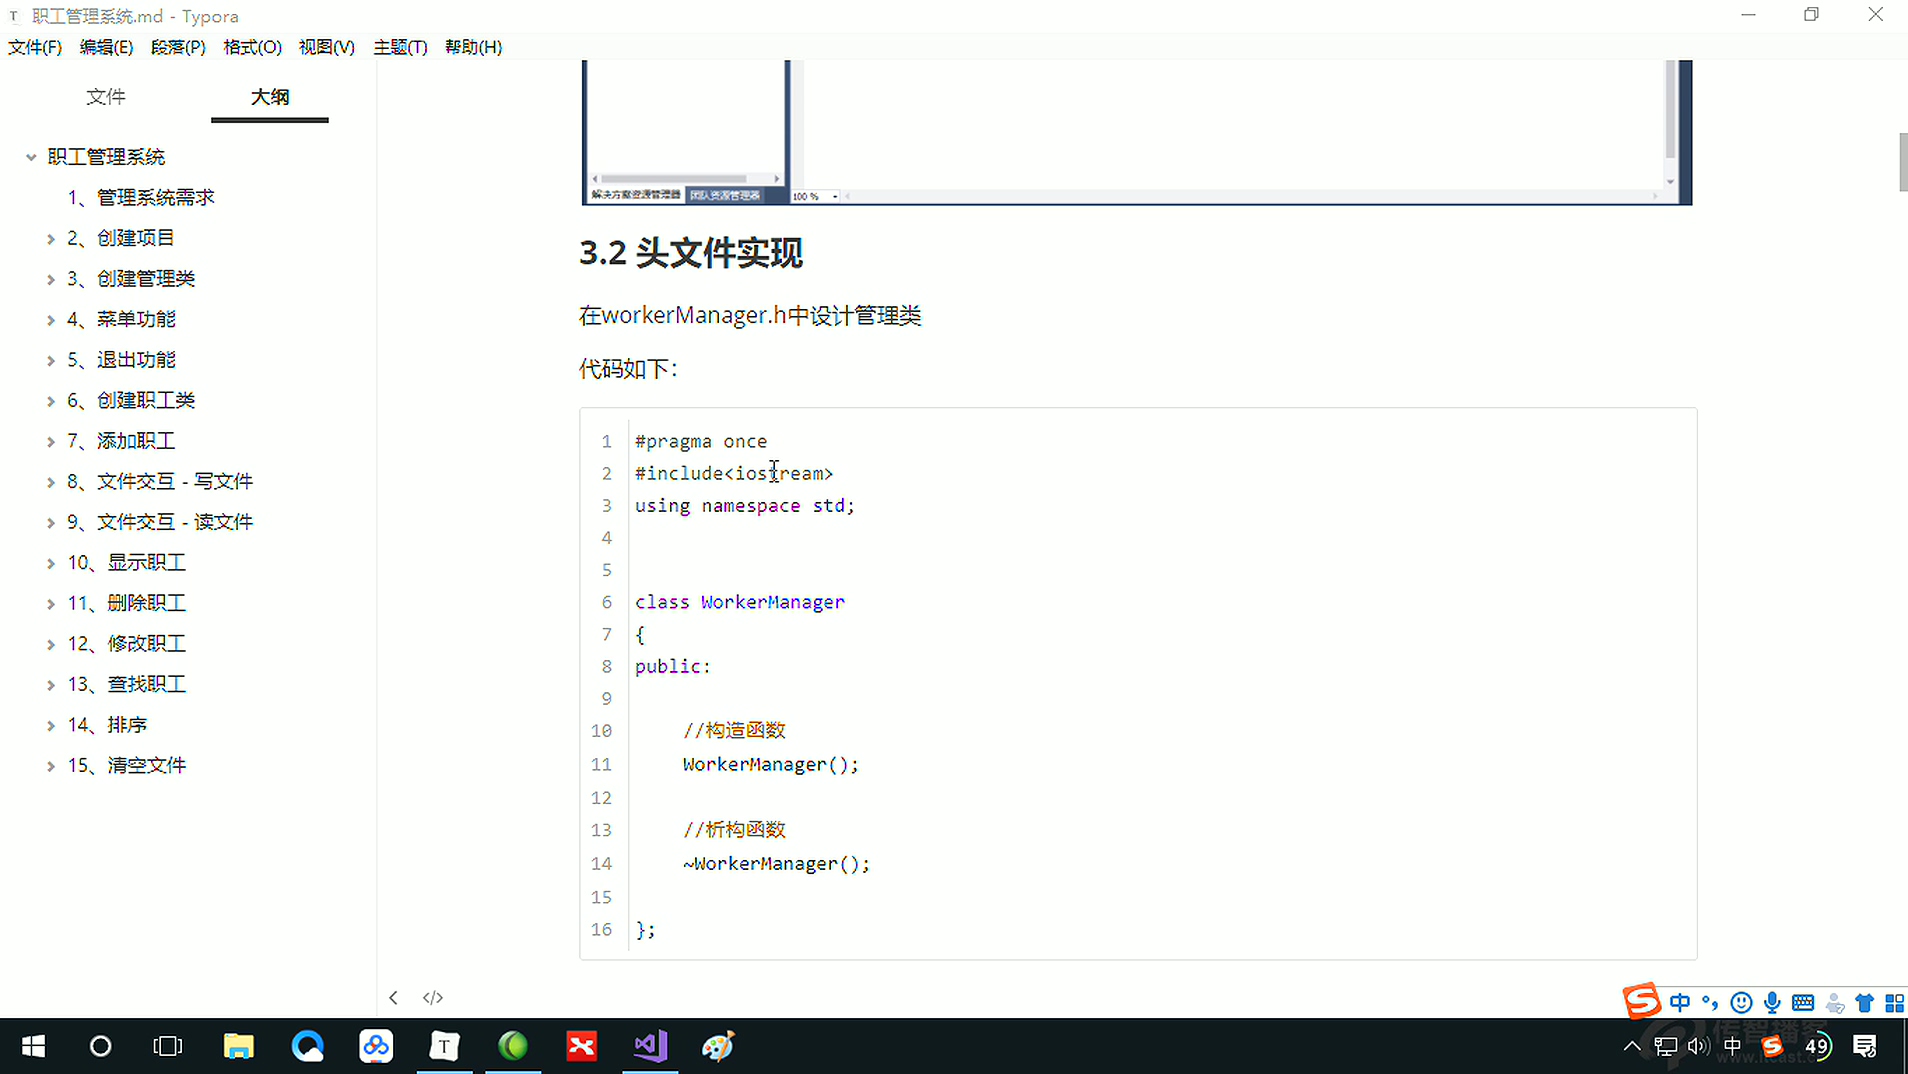 职工管理系统.md - Typora
文件(F) 编辑(E) 段落(P) 格式(O) 视图(V) 主题(T) 帮助(H)
文件 大纲
职工管理系统
1、管理系统需求
2、创建项目
3、创建管理类
4、菜单功能
5、退出功能
6、创建职工类
7、添加职工
8、文件交互 - 写文件
9、文件交互 - 读文件
10、显示职工
11、删除职工
12、修改职工
13、查找职工
14、排序
15、清空文件
解决方案资源管理器 团队资源管理器 100 %
3.2 头文件实现
在workerManager.h中设计管理类
代码如下：
1 #pragma once
2 #include<iostream>
3 using namespace std;
4
5
6 class WorkerManager
7 {
8 public:
9
10 //构造函数
11 WorkerManager();
12
13 //析构函数
14 ~WorkerManager();
15
16 };
中
中 49
传智播客
www.itcast.c